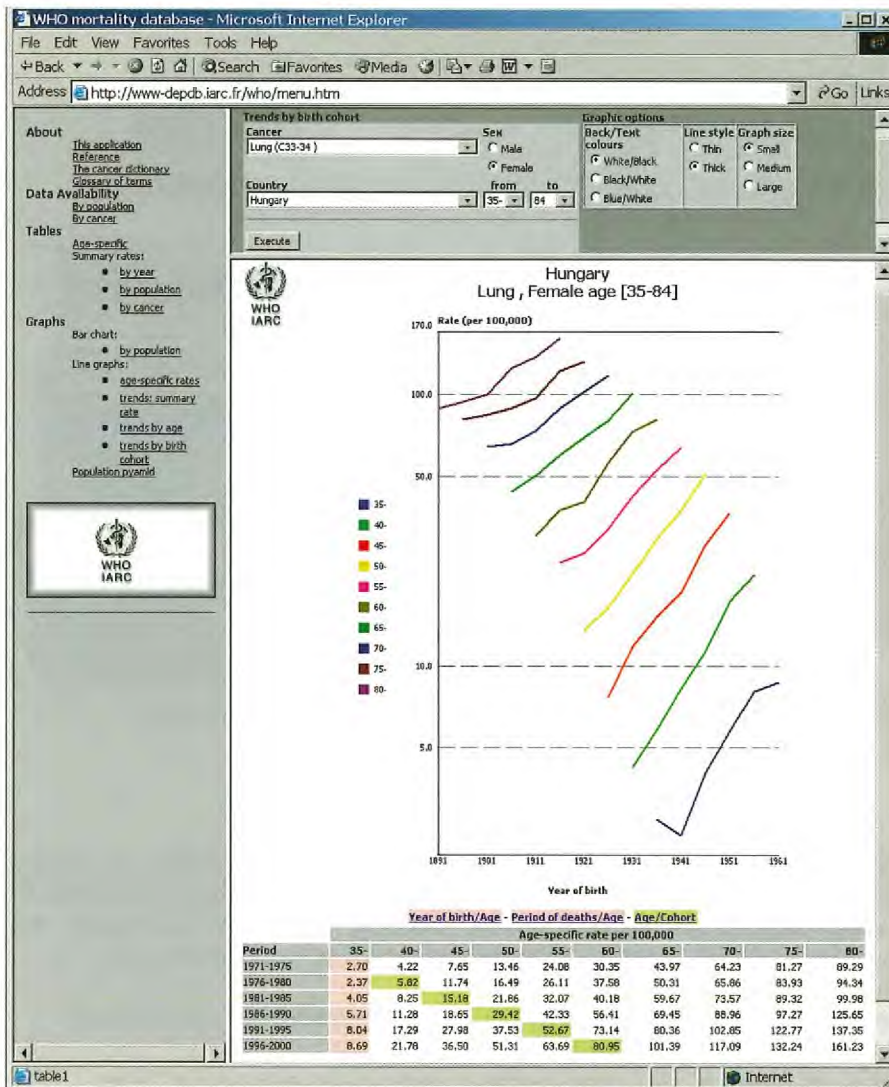 WHO mortality database - Microsoft Internet Explorer
File Edit View Favorites Tools Help
Back Search Favorites Media
Address http://www-depdb.iarc.fr/who/menu.htm Go Links
About
This application
Reference
The cancer dictionary
Glossary of terms
Data Availability
By population
By cancer
Tables
Age-specific
Summary rates:
by year
by population
by cancer
Graphs
Bar chart:
by population
Line graphs:
age-specific rates
trends: summary
rate
trends by age
trends by birth
cohort
Population pyamid
WHO
IARC
Trends by birth cohort
Cancer Sex
Lung (C33-34 ) Male
Female
Country from to
Hungary 35- 84
Execute
Graphic options
Back/Text
colours
Line style Graph size
White/Black Thin Small
Black/White Thick Medium
Blue/White Large
WHO
IARC
Hungary
Lung , Female age [35-84]
Rate (per 100,000)
170.0
100.0
50.0
10.0
5.0
35-
40-
45-
50-
55-
60-
65-
70-
75-
80-
1891 1901 1911 1921 1931 1941 1951 1961
Year of birth
Year of birth/Age - Period of deaths/Age - Age/Cohort
Age-specific rate per 100,000
Period 35- 40- 45- 50- 55- 60- 65- 70- 75- 80-
1971-1975 2.70 4.22 7.65 13.46 24.08 30.35 43.97 64.23 81.27 89.29
1976-1980 2.37 5.82 11.74 16.49 26.11 37.58 50.31 65.86 83.93 94.34
1981-1985 4.05 8.25 15.18 21.86 32.07 40.18 59.67 73.57 89.32 99.98
1986-1990 5.71 11.28 18.65 29.42 42.33 56.41 69.45 88.96 97.27 125.65
1991-1995 8.04 17.29 27.98 37.53 52.67 73.14 80.36 102.85 122.77 137.35
1996-2000 8.69 21.78 36.50 51.31 63.69 80.95 101.39 117.09 132.24 161.23
table1 Internet